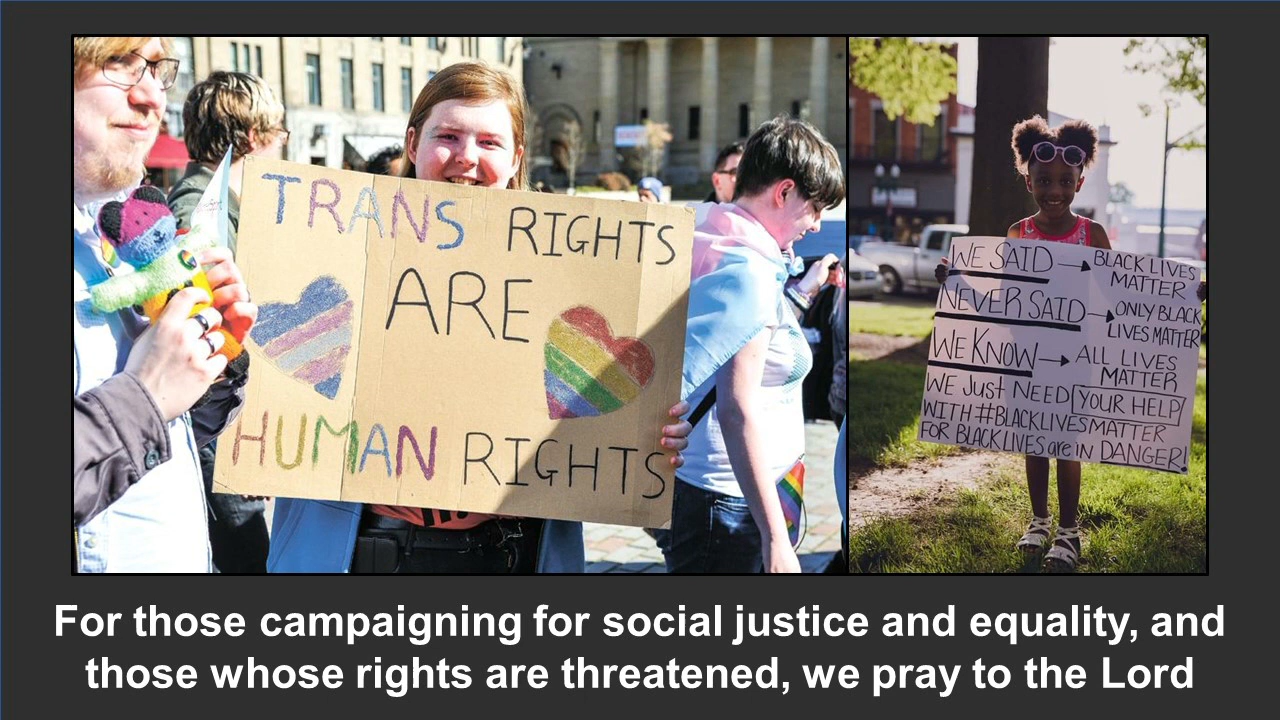 TRANS RIGHTS
ARE
HUMAN RIGHTS
WE SAID → BLACK LIVES
MATTER
NEVER SAID → ONLY BLACK
LIVES MATTER
WE KNOW → ALL LIVES
MATTER
WE JUST NEED YOUR HELP
WITH #BLACKLIVESMATTER
FOR BLACK LIVES are IN DANGER!
For those campaigning for social justice and equality, and
those whose rights are threatened, we pray to the Lord